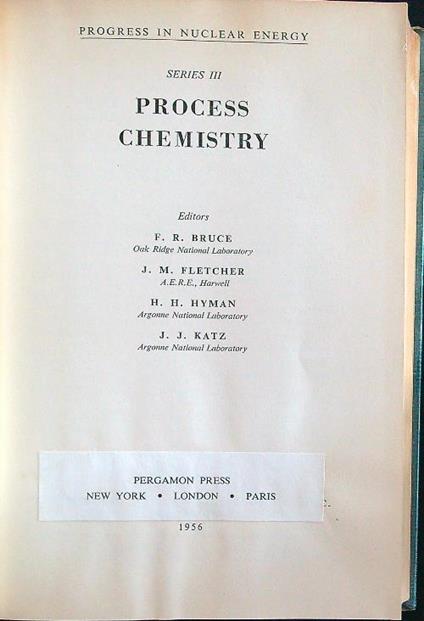 PROGRESS IN NUCLEAR ENERGY
SERIES III
PROCESS
CHEMISTRY
Editors
F. R. BRUCE
Oak Ridge National Laboratory
J. M. FLETCHER
A.E.R.E., Harwell
H. H. HYMAN
Argonne National Laboratory
J. J. KATZ
Argonne National Laboratory
PERGAMON PRESS
NEW YORK • LONDON • PARIS
1956